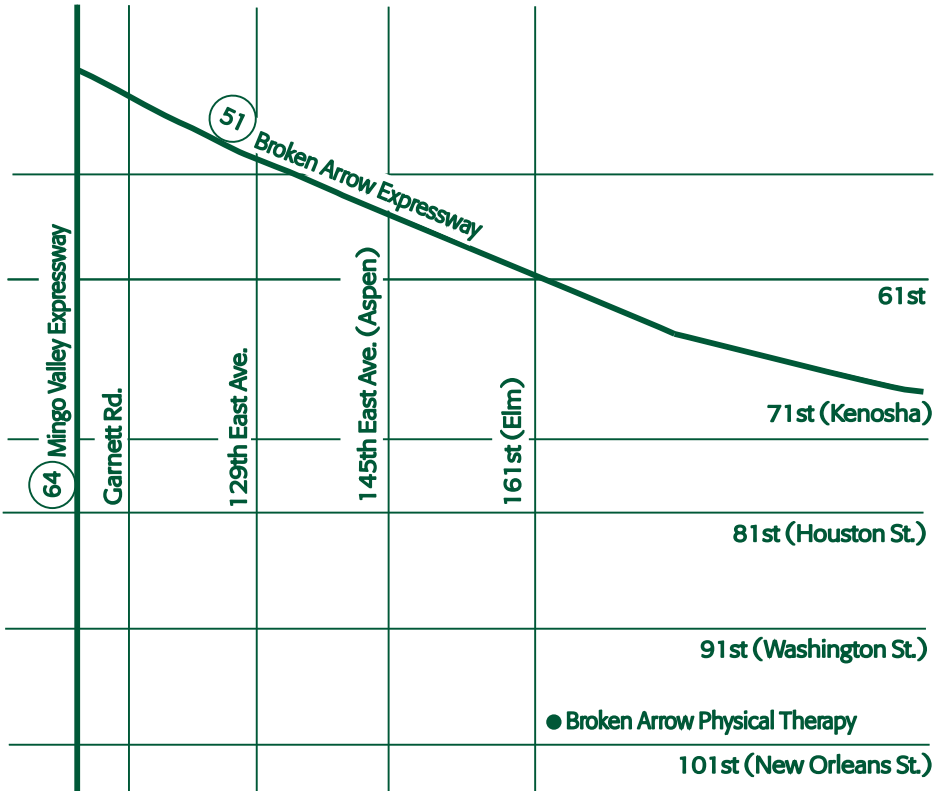 51
Broken Arrow Expressway
61st
64 Mingo Valley Expressway
Garnett Rd.
129th East Ave.
145th East Ave. (Aspen)
161st (Elm)
71st (Kenosha)
81st (Houston St.)
91st (Washington St.)
Broken Arrow Physical Therapy
101st (New Orleans St.)